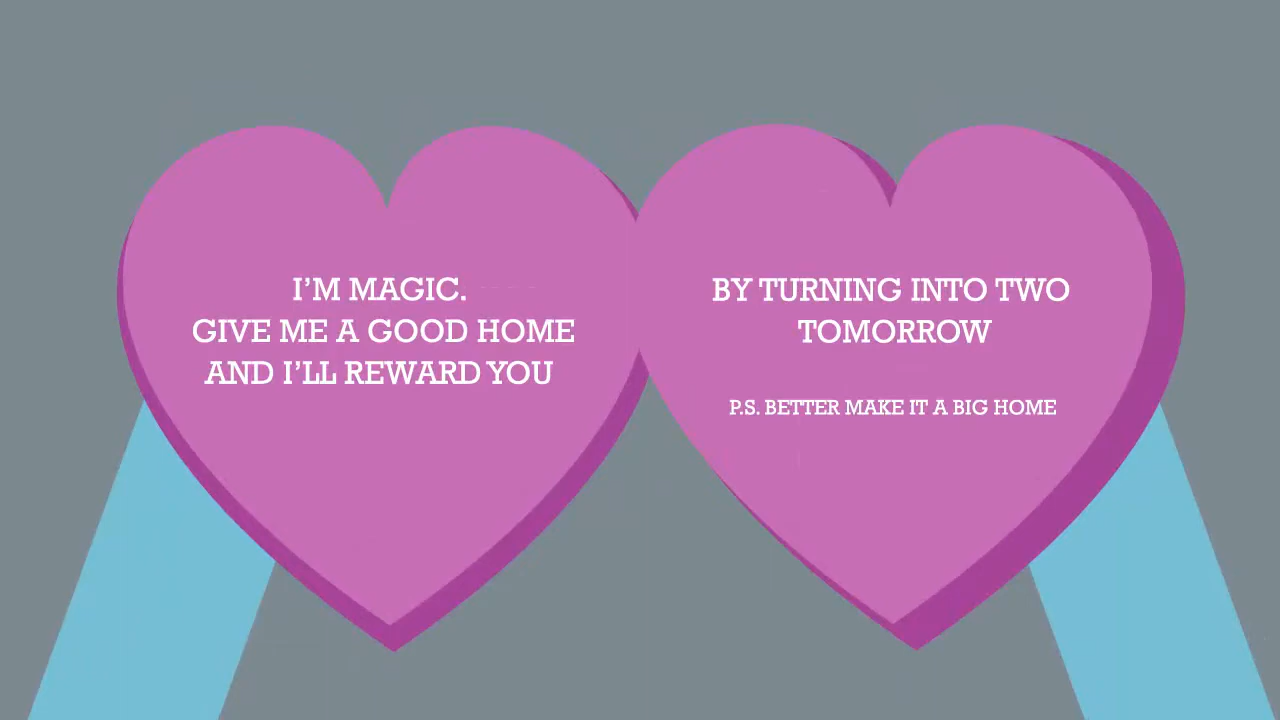 I'M MAGIC.
GIVE ME A GOOD HOME
AND I'LL REWARD YOU
BY TURNING INTO TWO
TOMORROW
P.S. BETTER MAKE IT A BIG HOME